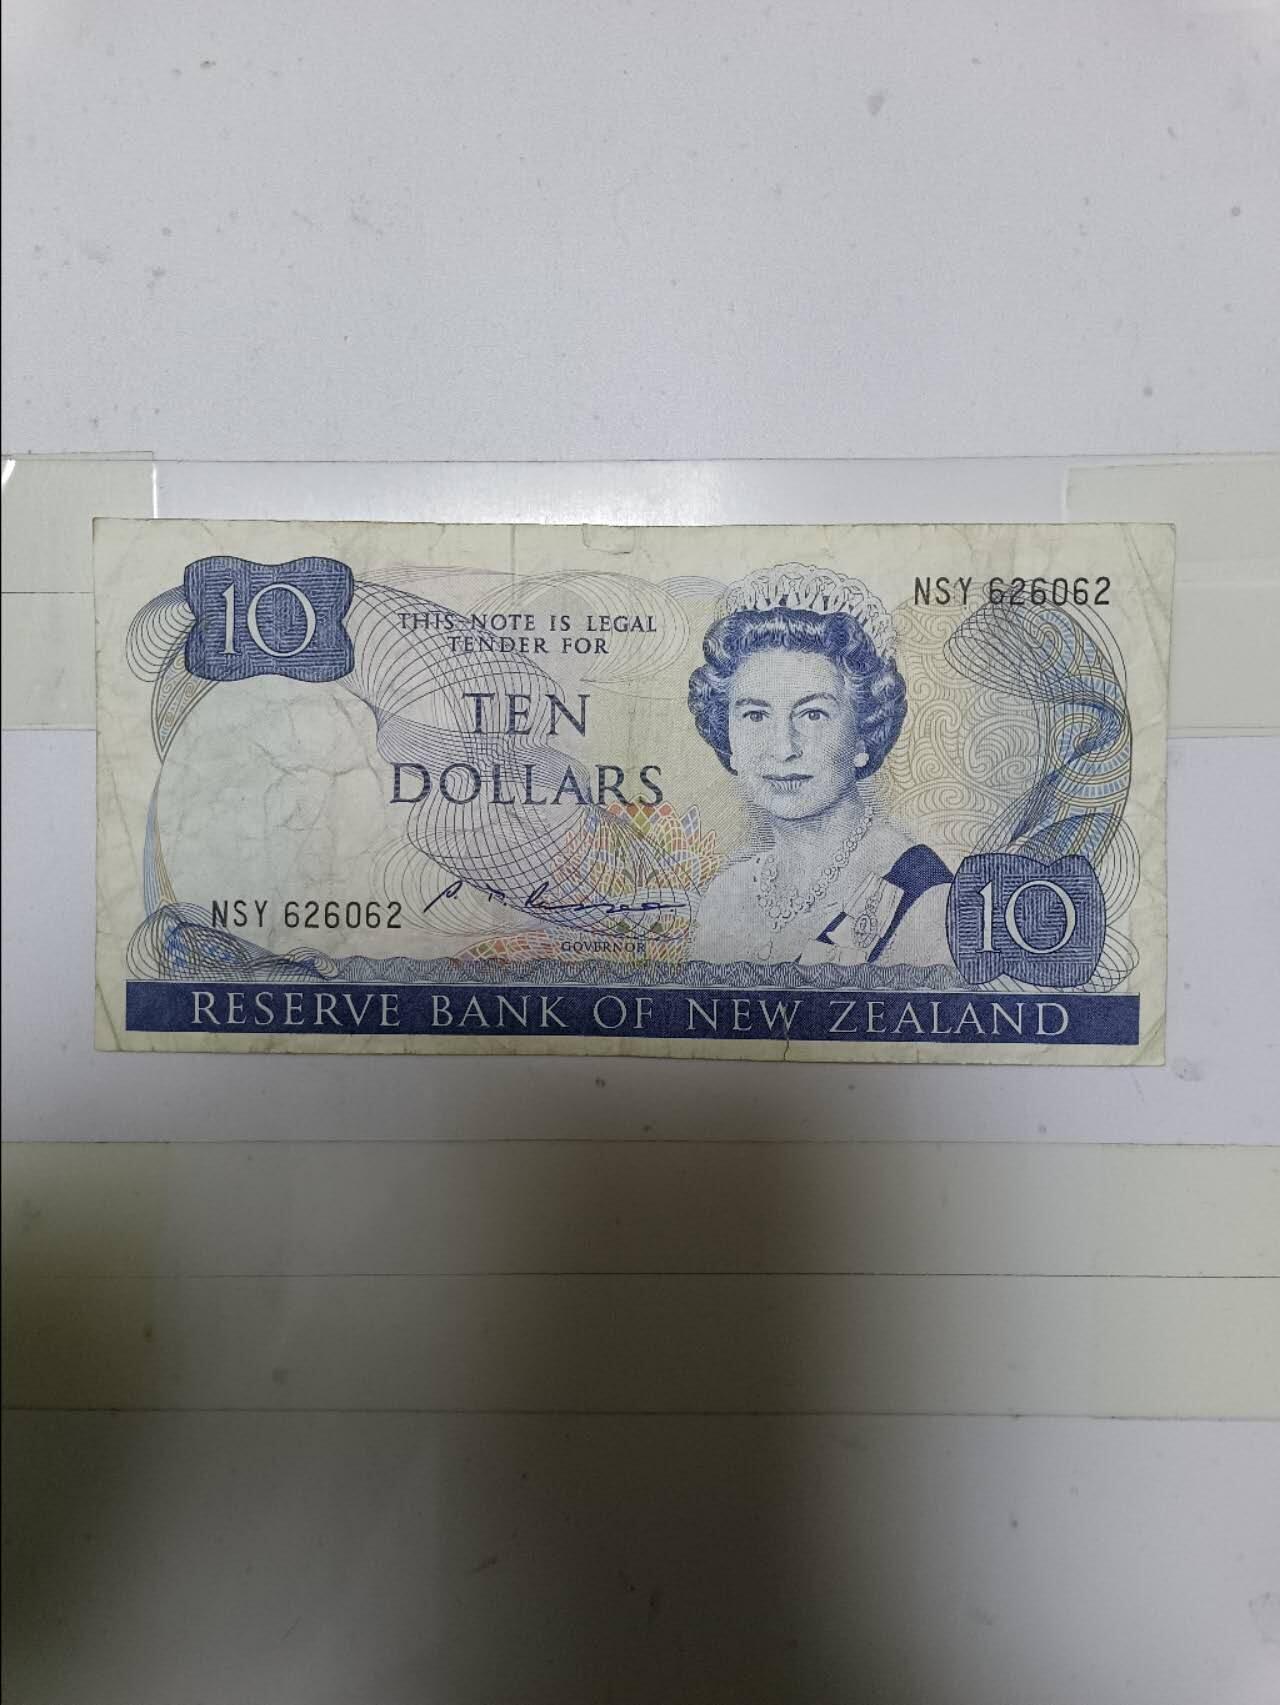 10
NSY 626062
THIS NOTE IS LEGAL
TENDER FOR
TEN
DOLLARS
NSY 626062
GOVERNOR
10
RESERVE BANK OF NEW ZEALAND